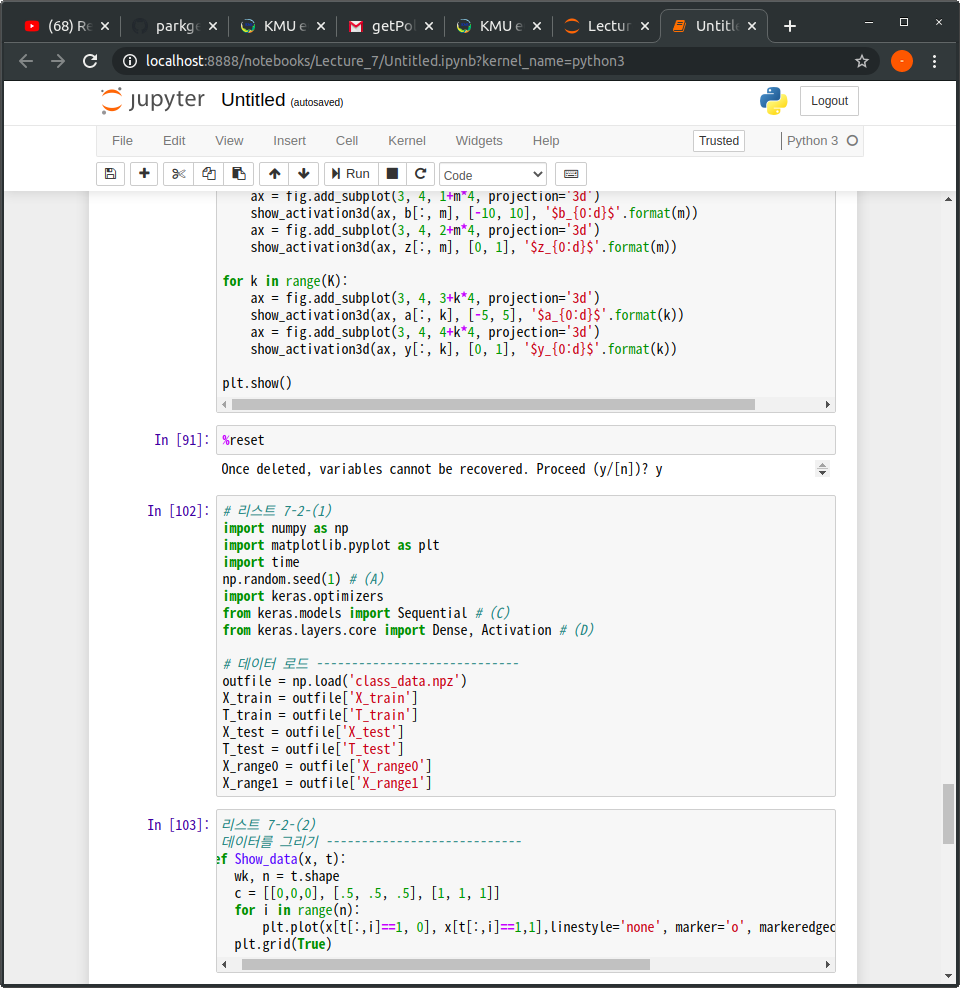 (68) Re
parkge
KMU e
getPol
KMU e
Lectur
Untitle
localhost:8888/notebooks/Lecture_7/Untitled.ipynb?kernel_name=python3
jupyter Untitled (autosaved)
Logout
File Edit View Insert Cell Kernel Widgets Help
Trusted
Python 3
Run
Code
ax = fig.add_subplot(3, 4, 1+m*4, projection='3d')
show_activation3d(ax, b[:, m], [-10, 10], '$b_{0:d}$'.format(m))
ax = fig.add_subplot(3, 4, 2+m*4, projection='3d')
show_activation3d(ax, z[:, m], [0, 1], '$z_{0:d}$'.format(m))
for k in range(K):
ax = fig.add_subplot(3, 4, 3+k*4, projection='3d')
show_activation3d(ax, a[:, k], [-5, 5], '$a_{0:d}$'.format(k))
ax = fig.add_subplot(3, 4, 4+k*4, projection='3d')
show_activation3d(ax, y[:, k], [0, 1], '$y_{0:d}$'.format(k))
plt.show()
In [91]: %reset
Once deleted, variables cannot be recovered. Proceed (y/[n])? y
In [102]: # 리스트 7-2-(1)
import numpy as np
import matplotlib.pyplot as plt
import time
np.random.seed(1) # (A)
import keras.optimizers
from keras.models import Sequential # (C)
from keras.layers.core import Dense, Activation # (D)
# 데이터 로드 -----------------------------
outfile = np.load('class_data.npz')
X_train = outfile['X_train']
T_train = outfile['T_train']
X_test = outfile['X_test']
T_test = outfile['T_test']
X_range0 = outfile['X_range0']
X_range1 = outfile['X_range1']
In [103]: 리스트 7-2-(2)
데이터를 그리기 ----------------------------
ef Show_data(x, t):
wk, n = t.shape
c = [[0,0,0], [.5, .5, .5], [1, 1, 1]]
for i in range(n):
plt.plot(x[t[:,i]==1, 0], x[t[:,i]==1,1],linestyle='none', marker='o', markeredgec
plt.grid(True)